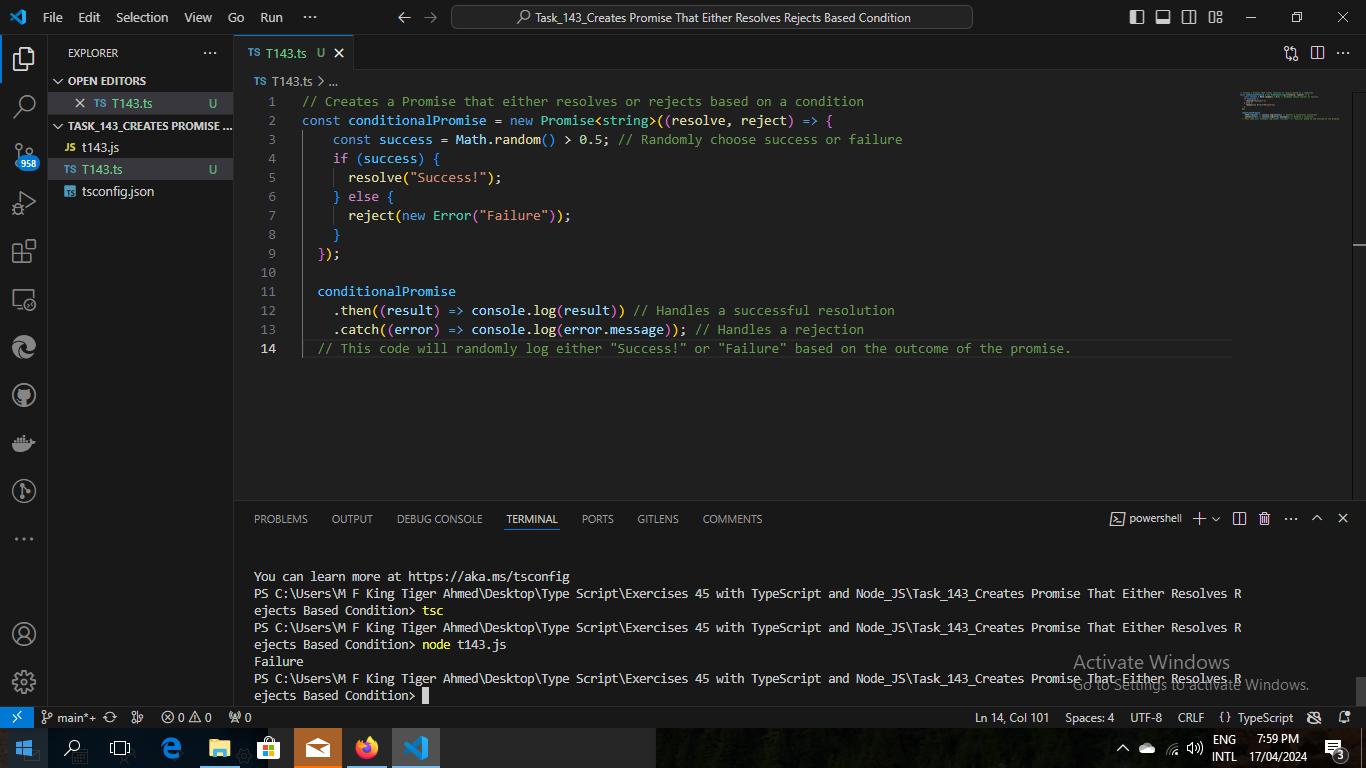 File Edit Selection View Go Run ···
Task_143_Creates Promise That Either Resolves Rejects Based Condition
EXPLORER
OPEN EDITORS
TS T143.ts U
TASK_143_CREATES PROMISE ...
JS t143.js
TS T143.ts U
TS tsconfig.json
958
TS T143.ts U
TS T143.ts > ...
1 // Creates a Promise that either resolves or rejects based on a condition
2 const conditionalPromise = new Promise<string>((resolve, reject) => {
3 const success = Math.random() > 0.5; // Randomly choose success or failure
4 if (success) {
5 resolve("Success!");
6 } else {
7 reject(new Error("Failure"));
8 }
9 });
10
11 conditionalPromise
12 .then((result) => console.log(result)) // Handles a successful resolution
13 .catch((error) => console.log(error.message)); // Handles a rejection
14 // This code will randomly log either "Success!" or "Failure" based on the outcome of the promise.
PROBLEMS OUTPUT DEBUG CONSOLE TERMINAL PORTS GITLENS COMMENTS
powershell
You can learn more at https://aka.ms/tsconfig
PS C:\Users\M F King Tiger Ahmed\Desktop\Type Script\Exercises 45 with TypeScript and Node_JS\Task_143_Creates Promise That Either Resolves R
ejects Based Condition> tsc
PS C:\Users\M F King Tiger Ahmed\Desktop\Type Script\Exercises 45 with TypeScript and Node_JS\Task_143_Creates Promise That Either Resolves R
ejects Based Condition> node t143.js
Failure
PS C:\Users\M F King Tiger Ahmed\Desktop\Type Script\Exercises 45 with TypeScript and Node_JS\Task_143_Creates Promise That Either Resolves R
ejects Based Condition>
Activate Windows
Go to Settings to activate Windows.
main*+ 0 0 0
Ln 14, Col 101 Spaces: 4 UTF-8 CRLF {} TypeScript
ENG
INTL
7:59 PM
17/04/2024
3